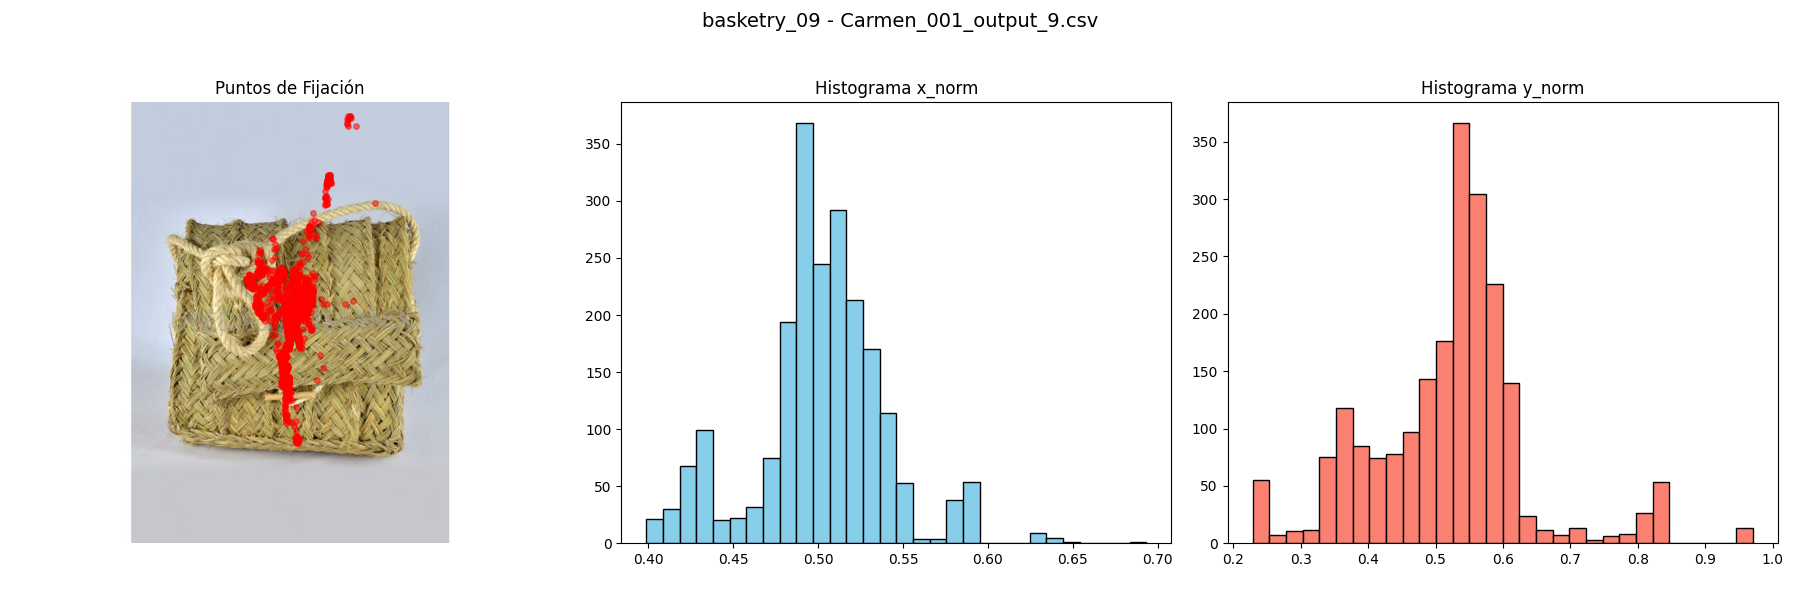 basketry_09 - Carmen_001_output_9.csv
Puntos de Fijación
Histograma x_norm
350
300
250
200
150
100
50
0
0.40 0.45 0.50 0.55 0.60 0.65 0.70
Histograma y_norm
350
300
250
200
150
100
50
0
0.2 0.3 0.4 0.5 0.6 0.7 0.8 0.9 1.0